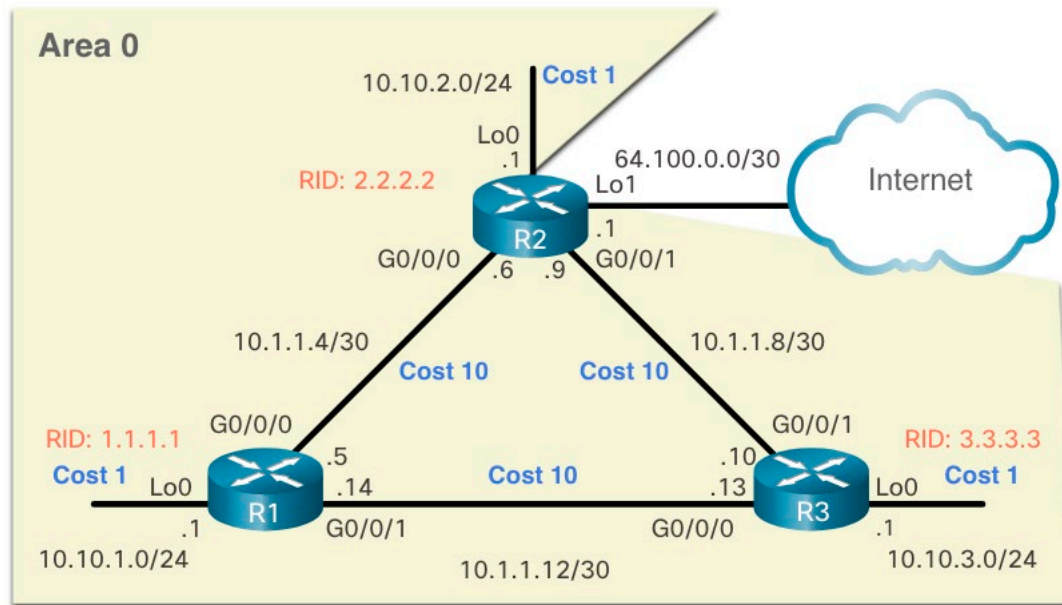 Area 0
10.10.2.0/24
Cost 1
Lo0
.1
64.100.0.0/30
Internet
RID: 2.2.2.2
Lo1
.1
R2
G0/0/0
.6
.9
G0/0/1
10.1.1.4/30
10.1.1.8/30
Cost 10
Cost 10
RID: 1.1.1.1
G0/0/0
G0/0/1
RID: 3.3.3.3
Cost 1
Lo0
.1
R1
.5
.14
G0/0/1
Cost 10
.10
.13
G0/0/0
R3
Lo0
.1
Cost 1
10.10.1.0/24
10.1.1.12/30
10.10.3.0/24